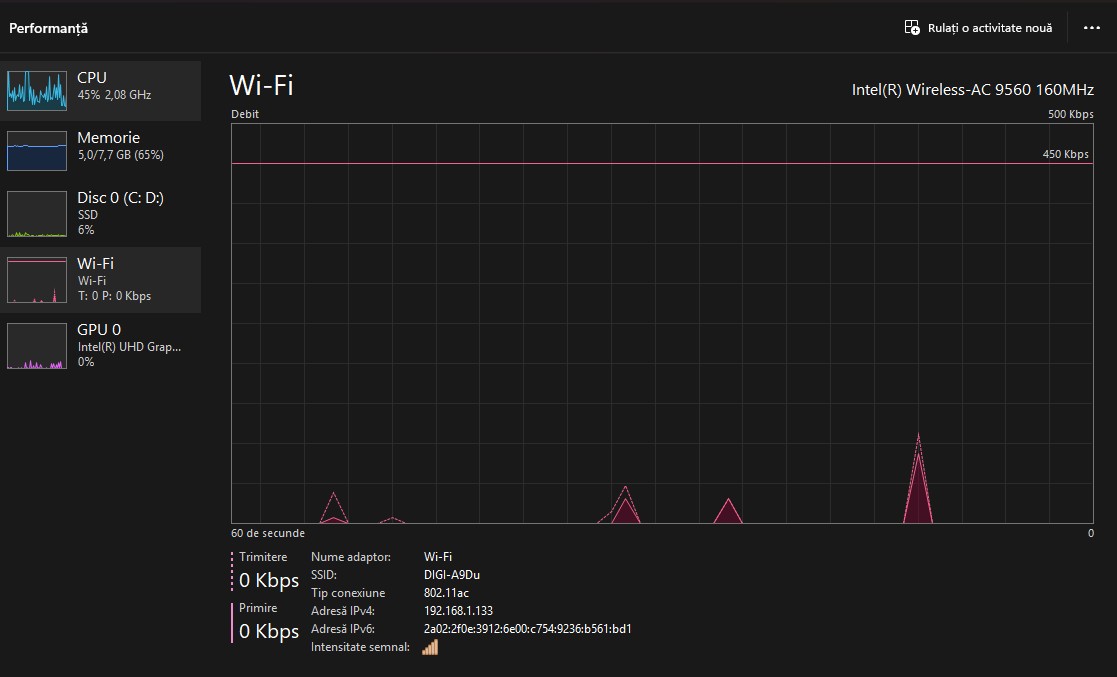 Performanță
Rulați o activitate nouă
CPU
45% 2,08 GHz
Memorie
5,0/7,7 GB (65%)
Disc 0 (C: D:)
SSD
6%
Wi-Fi
Wi-Fi
T: 0 P: 0 Kbps
GPU 0
Intel(R) UHD Grap...
0%
Wi-Fi
Intel(R) Wireless-AC 9560 160MHz
Debit
500 Kbps
450 Kbps
60 de secunde
0
Trimitere
0 Kbps
Primire
0 Kbps
Nume adaptor: Wi-Fi
SSID: DIGI-A9Du
Tip conexiune 802.11ac
Adresă IPv4: 192.168.1.133
Adresă IPv6: 2a02:2f0e:3912:6e00:c754:9236:b561:bd1
Intensitate semnal: